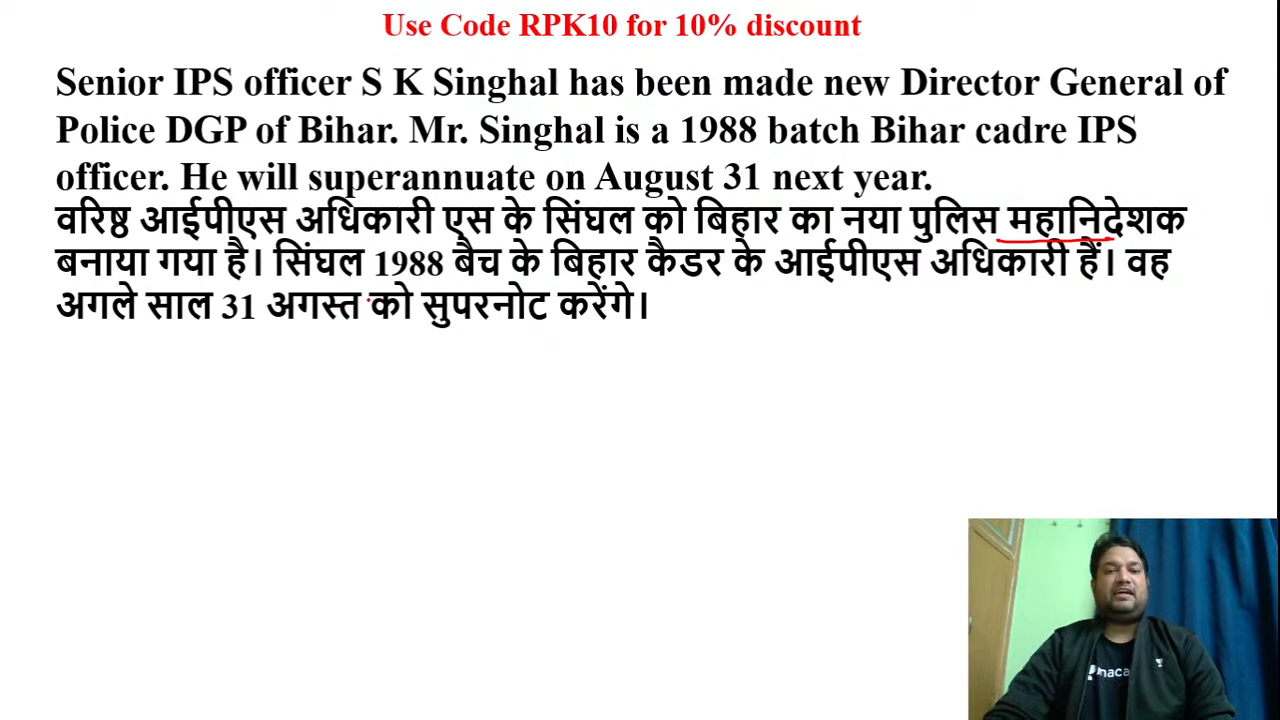 Use Code RPK10 for 10% discount
Senior IPS officer S K Singhal has been made new Director General of
Police DGP of Bihar. Mr. Singhal is a 1988 batch Bihar cadre IPS
officer. He will superannuate on August 31 next year.
वरिष्ठ आईपीएस अधिकारी एस के सिंघल को बिहार का नया पुलिस महानिदेशक
बनाया गया है। सिंघल 1988 बैच के बिहार कैडर के आईपीएस अधिकारी हैं। वह
अगले साल 31 अगस्त को सुपरनोट करेंगे।